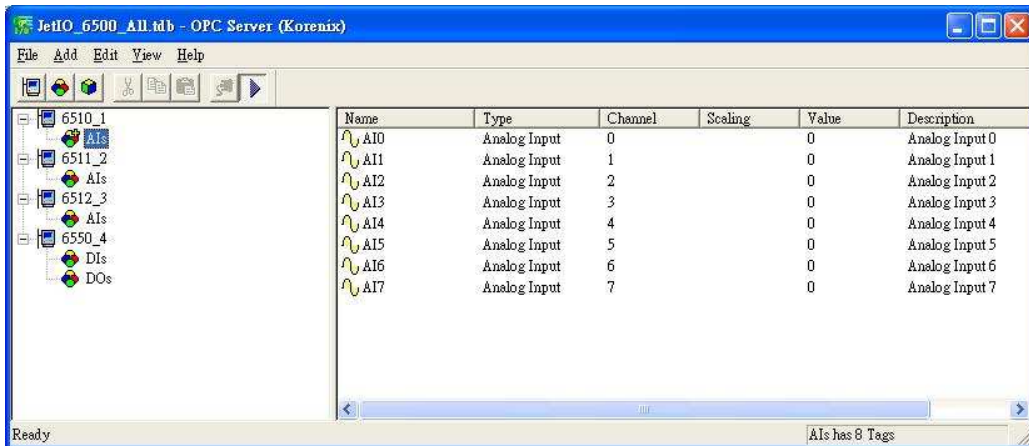 JetIO_6500_All.tdb - OPC Server (Korenix)
File Add Edit View Help
6510_1
AIs
6511_2
AIs
6512_3
AIs
6550_4
DIs
DOs
Name Type Channel Scaling Value Description
AI0 Analog Input 0 0 Analog Input 0
AI1 Analog Input 1 0 Analog Input 1
AI2 Analog Input 2 0 Analog Input 2
AI3 Analog Input 3 0 Analog Input 3
AI4 Analog Input 4 0 Analog Input 4
AI5 Analog Input 5 0 Analog Input 5
AI6 Analog Input 6 0 Analog Input 6
AI7 Analog Input 7 0 Analog Input 7
Ready AIs has 8 Tags